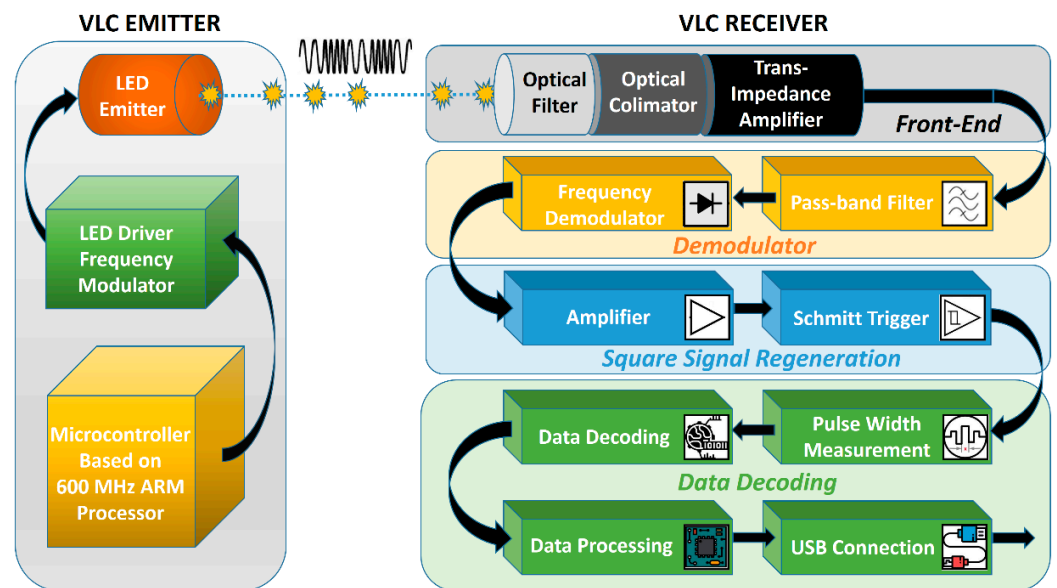 VLC EMITTER
LED
Emitter
LED Driver
Frequency
Modulator
Microcontroller
Based on
600 MHz ARM
Processor
VLC RECEIVER
Optical
Filter
Optical
Colimator
Trans-
Impedance
Amplifier
Front-End
Pass-band Filter
Frequency
Demodulator
Demodulator
Amplifier
Schmitt Trigger
Square Signal Regeneration
Pulse Width
Measurement
Data Decoding
Data Decoding
Data Processing
USB Connection